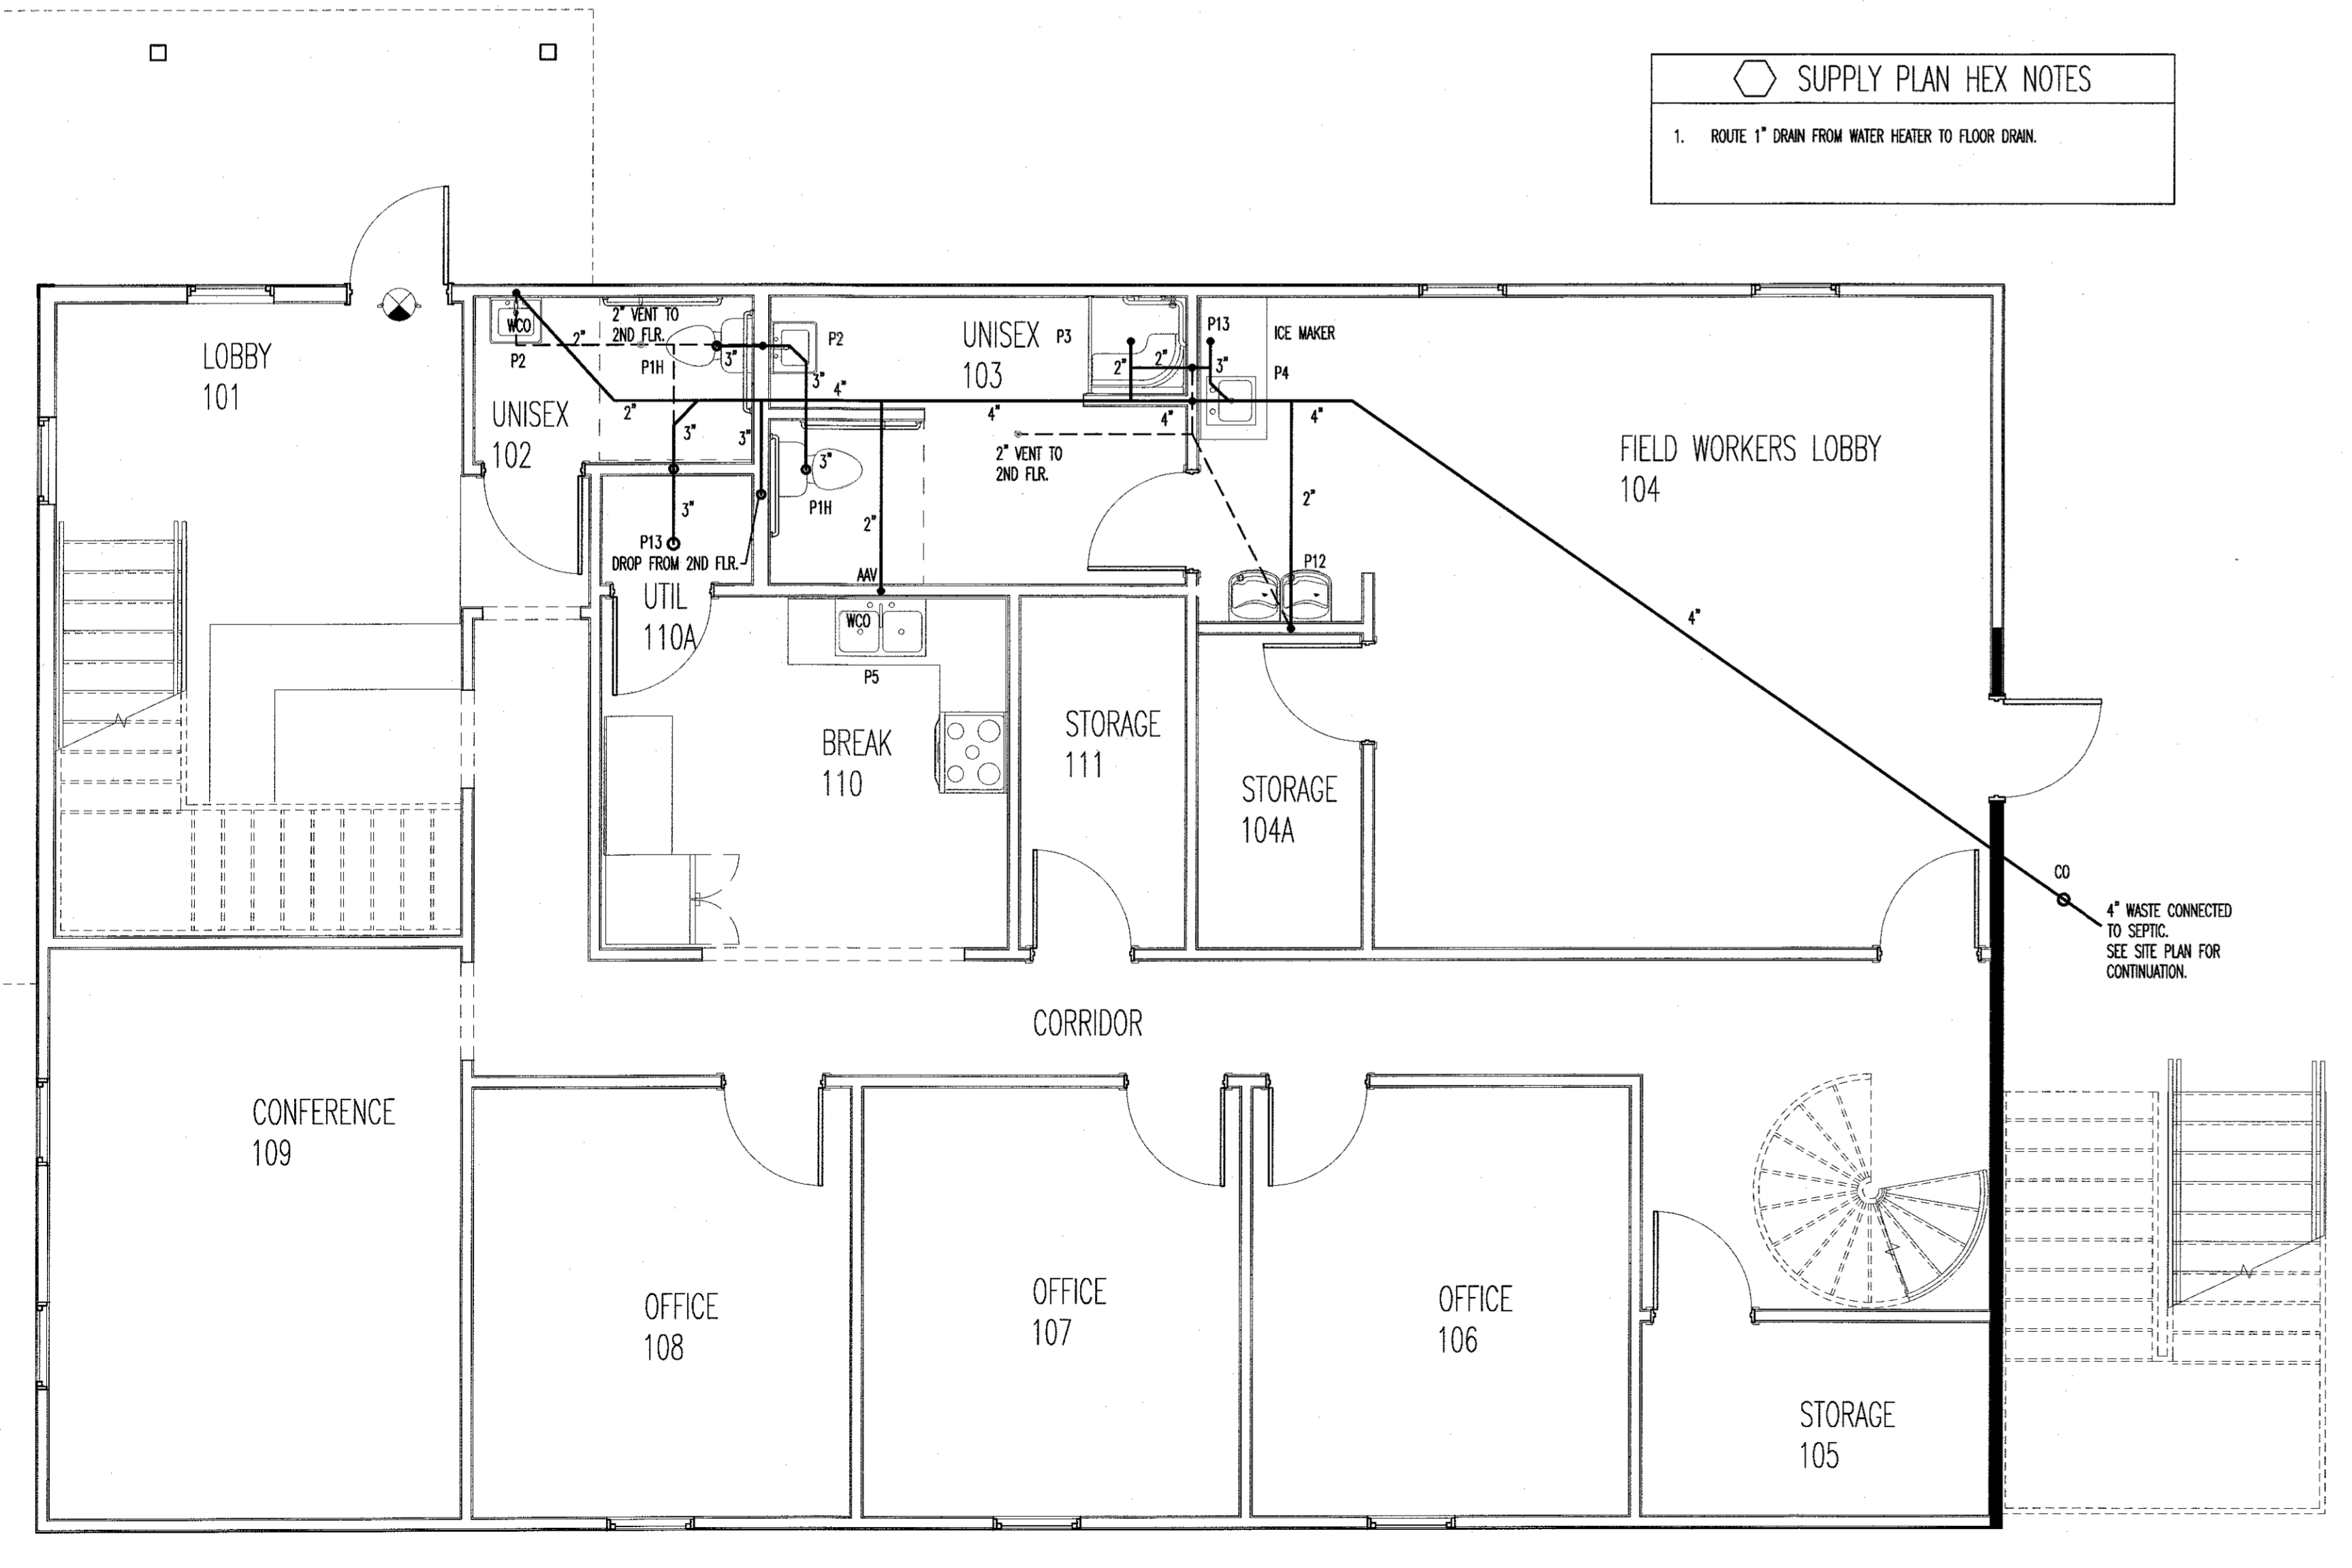 SUPPLY PLAN HEX NOTES
1. ROUTE 1" DRAIN FROM WATER HEATER TO FLOOR DRAIN.
LOBBY
101
WCO
P2
2"
2" VENT TO
2ND FLR.
P1H
3"
UNISEX
102
2"
3"
3"
P2
3"
4"
UNISEX
103
P3
2"
2"
P13
3"
ICE MAKER
P4
4"
4"
4"
FIELD WORKERS LOBBY
104
2" VENT TO
2ND FLR.
3"
P1H
3"
P13
DROP FROM 2ND FLR.
2"
AAV
2"
P12
UTIL
110A
WCO
P5
4"
BREAK
110
STORAGE
111
STORAGE
104A
CO
4" WASTE CONNECTED
TO SEPTIC.
SEE SITE PLAN FOR
CONTINUATION.
CORRIDOR
CONFERENCE
109
OFFICE
108
OFFICE
107
OFFICE
106
STORAGE
105